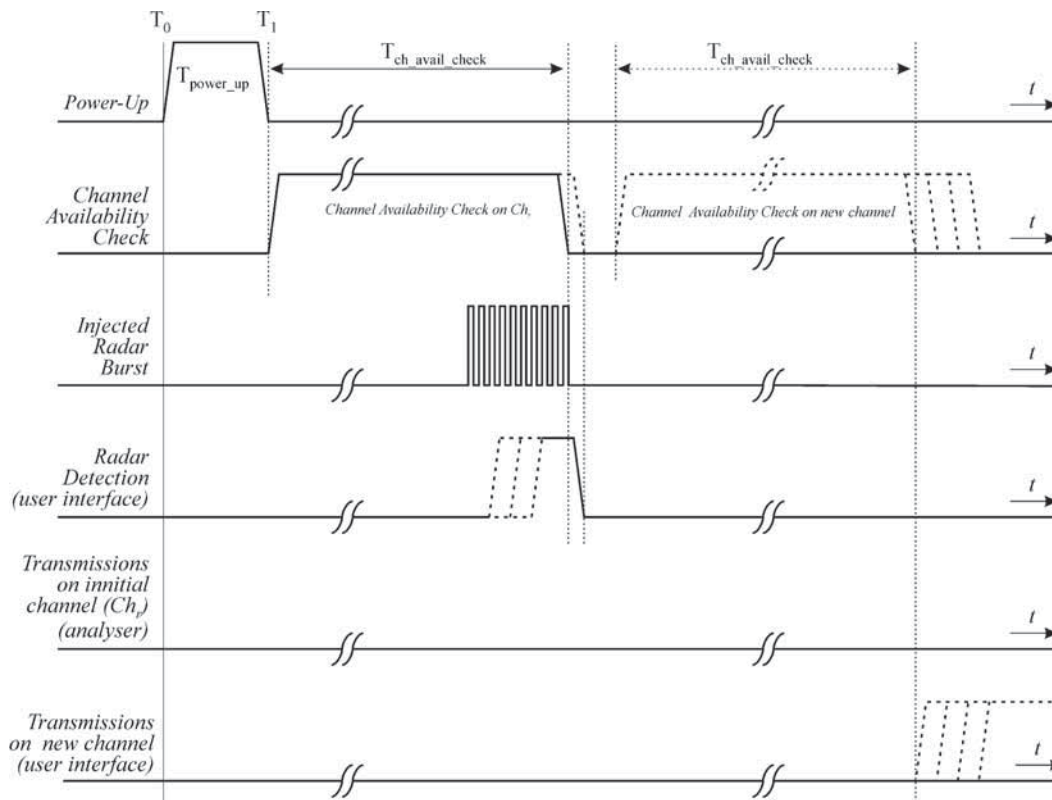 T0
T1
Tpower_up
Tch_avail_check
Tch_avail_check
Power-Up
t
Channel
Availability
Check
Channel Availability Check on Chr
Channel Availability Check on new channel
t
Injected
Radar
Burst
t
Radar
Detection
(user interface)
t
Transmissions
on innitial
channel (Chr)
(analyser)
t
Transmissions
on new channel
(user interface)
t